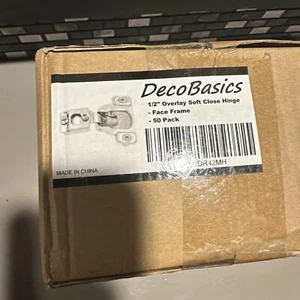 DecoBasics
1/2" Overlay Soft Close Hinge
- Face Frame
- 50 Pack
DR42MH
MADE IN CHINA